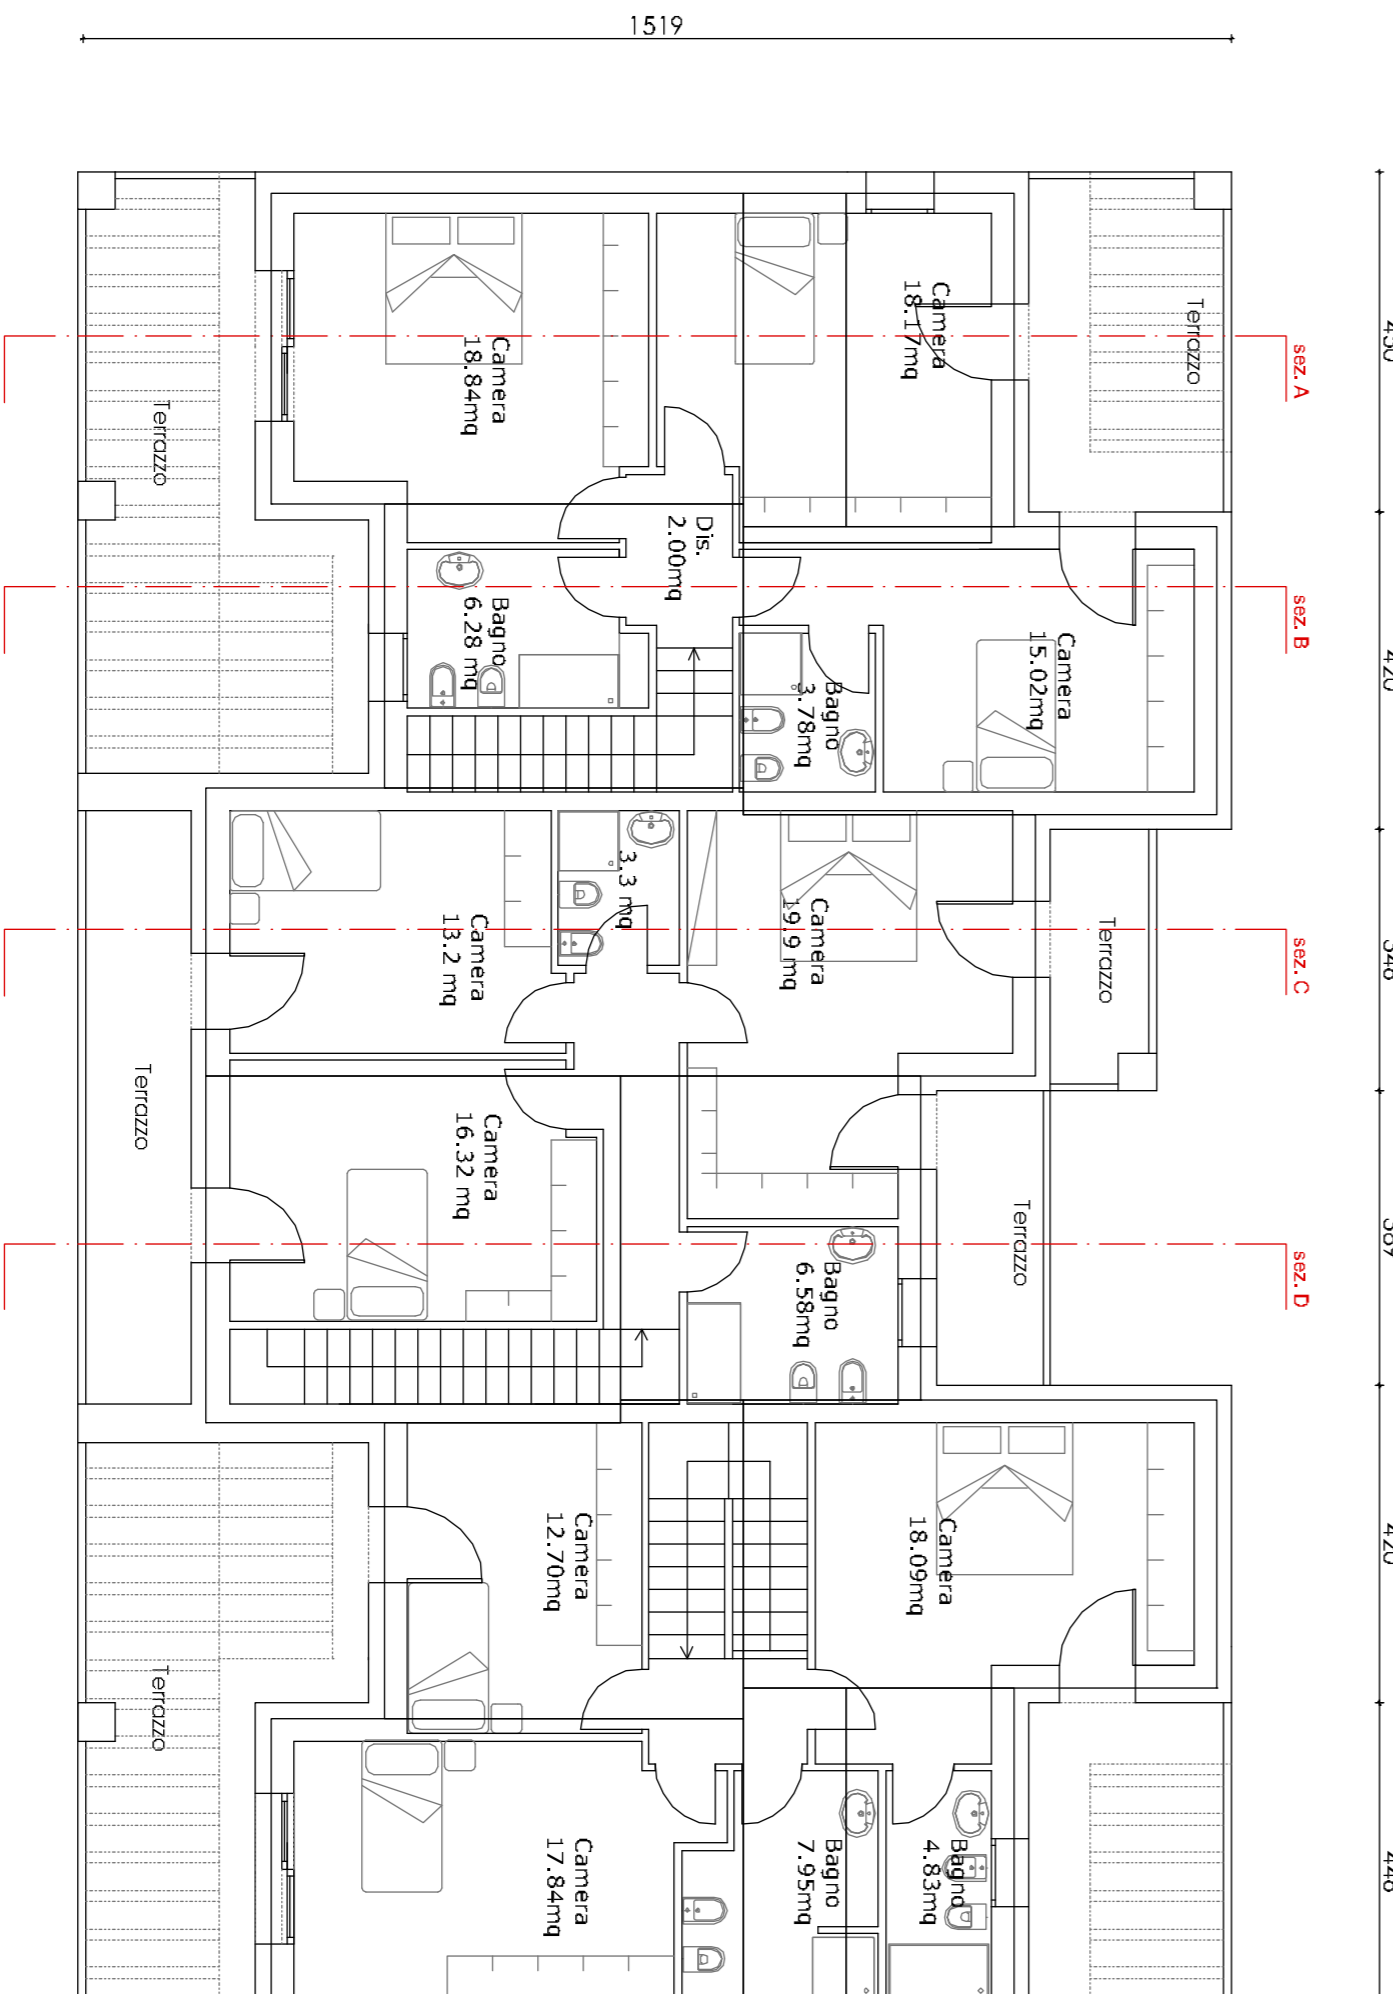 1519
Terrazzo
sez. A
Camera
18.17mq
Camera
18.84mq
Terrazzo
Dis.
2.00mq
sez. B
Camera
15.02mq
Bagno
6.28 mq
Bagno
3.78mq
420
3.3 mq
Camera
19.9 mq
Camera
13.2 mq
Terrazzo
sez. C
Terrazzo
Camera
16.32 mq
Terrazzo
sez. D
Bagno
6.58mq
Camera
12.70mq
Camera
18.09mq
420
Terrazzo
Camera
17.84mq
Bagno
7.95mq
Bagno
4.83mq